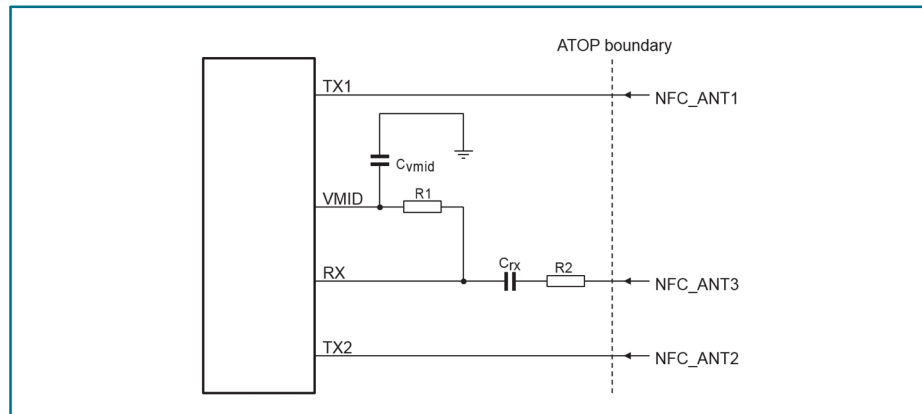 ATOP boundary
TX1
NFC_ANT1
Cvmid
VMID
R1
RX
Crx
R2
NFC_ANT3
TX2
NFC_ANT2